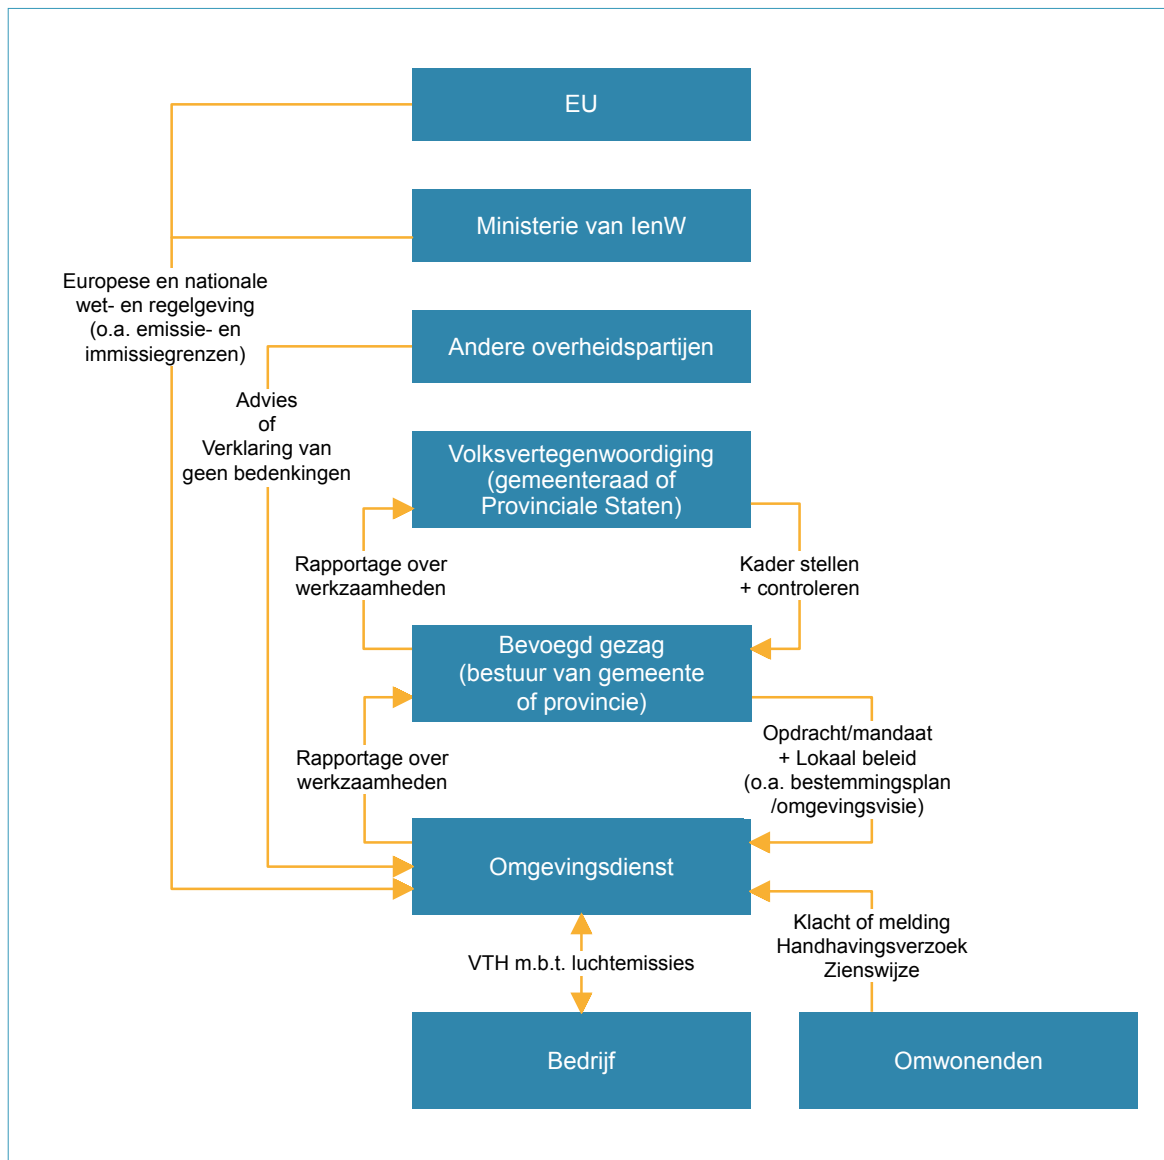 EU
Ministerie van IenW
Europese en nationale
wet- en regelgeving
(o.a. emissie- en
immissiegrenzen)
Andere overheidspartijen
Advies
of
Verklaring van
geen bedenkingen
Volksvertegenwoordiging
(gemeenteraad of
Provinciale Staten)
Rapportage over
werkzaamheden
Kader stellen
+ controleren
Bevoegd gezag
(bestuur van gemeente
of provincie)
Rapportage over
werkzaamheden
Opdracht/mandaat
+ Lokaal beleid
(o.a. bestemmingsplan
/omgevingsvisie)
Omgevingsdienst
VTH m.b.t. luchtemissies
Klacht of melding
Handhavingsverzoek
Zienswijze
Bedrijf
Omwonenden